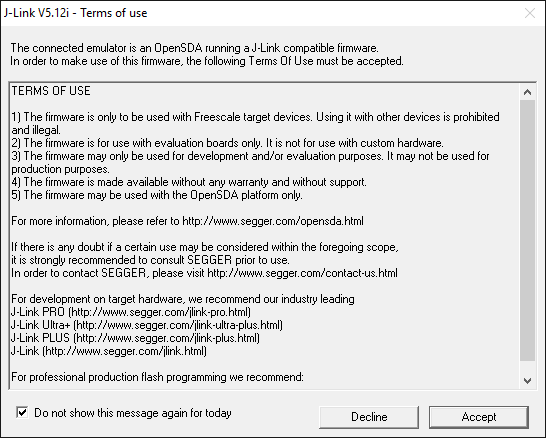 J-Link V5.12i - Terms of use
The connected emulator is an OpenSDA running a J-Link compatible firmware.
In order to make use of this firmware, the following Terms Of Use must be accepted.
TERMS OF USE
1) The firmware is only to be used with Freescale target devices. Using it with other devices is prohibited
and illegal.
2) The firmware is for use with evaluation boards only. It is not for use with custom hardware.
3) The firmware may only be used for development and/or evaluation purposes. It may not be used for
production purposes.
4) The firmware is made available without any warranty and without support.
5) The firmware may be used with the OpenSDA platform only.
For more information, please refer to http://www.segger.com/opensda.html
If there is any doubt if a certain use may be considered within the foregoing scope,
it is strongly recommended to consult SEGGER prior to use.
In order to contact SEGGER, please visit http://www.segger.com/contact-us.html
For development on target hardware, we recommend our industry leading
J-Link PRO (http://www.segger.com/jlink-pro.html)
J-Link Ultra+ (http://www.segger.com/jlink-ultra-plus.html)
J-Link PLUS (http://www.segger.com/jlink-plus.html)
J-Link (http://www.segger.com/jlink.html)
For professional production flash programming we recommend:
Do not show this message again for today
Decline
Accept